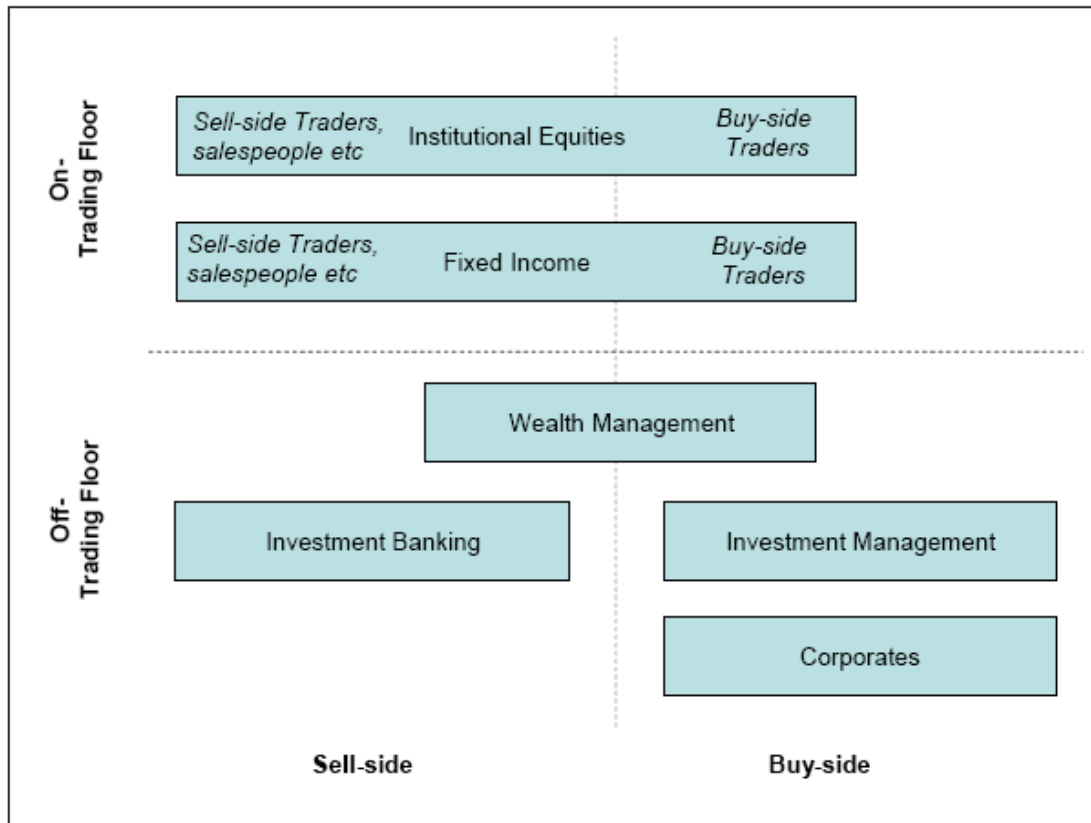 On-
Trading Floor
Sell-side Traders,
salespeople etc
Institutional Equities
Buy-side
Traders
Sell-side Traders,
salespeople etc
Fixed Income
Buy-side
Traders
Off-
Trading Floor
Wealth Management
Investment Banking
Investment Management
Corporates
Sell-side
Buy-side